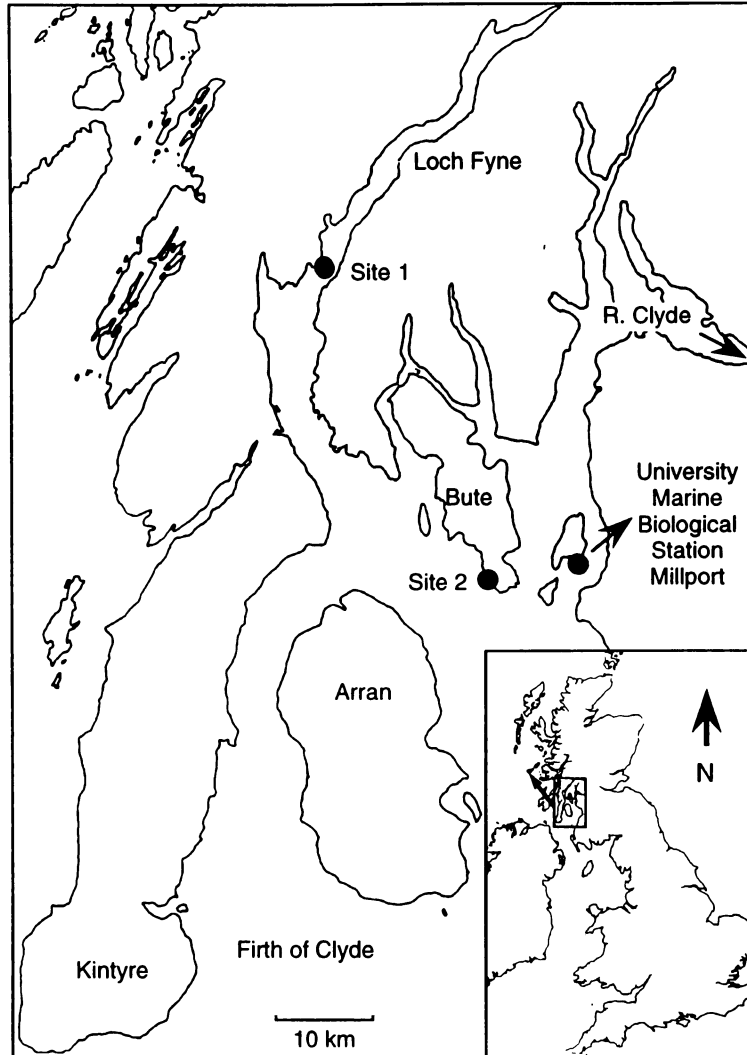 Loch Fyne
Site 1
R. Clyde
University
Marine
Biological
Station
Millport
Bute
Site 2
Arran
N
Kintyre
Firth of Clyde
10 km